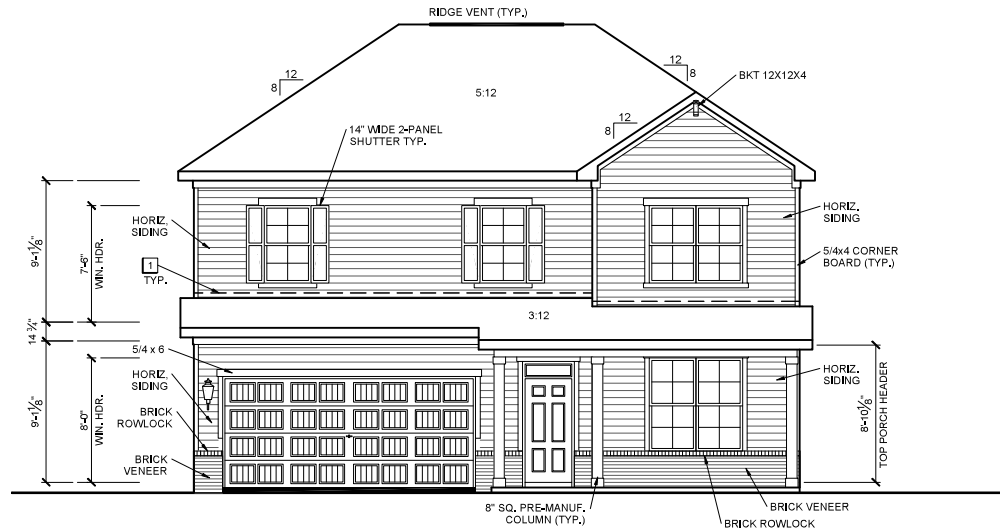 RIDGE VENT (TYP.)
12
8
12
8
BKT 12X12X4
5:12
12
8
14" WIDE 2-PANEL
SHUTTER TYP.
HORIZ.
SIDING
HORIZ.
SIDING
9'-1 1/8"
7'-6"
WIN. HDR.
5/4x4 CORNER
BOARD (TYP.)
1
TYP.
3:12
14 3/4"
5/4 x 6
HORIZ.
SIDING
HORIZ.
SIDING
9'-1 1/8"
8'-0"
WIN. HDR.
8'-10 1/8"
TOP PORCH HEADER
BRICK
ROWLOCK
BRICK
VENEER
8" SQ. PRE-MANUF.
COLUMN (TYP.)
BRICK VENEER
BRICK ROWLOCK